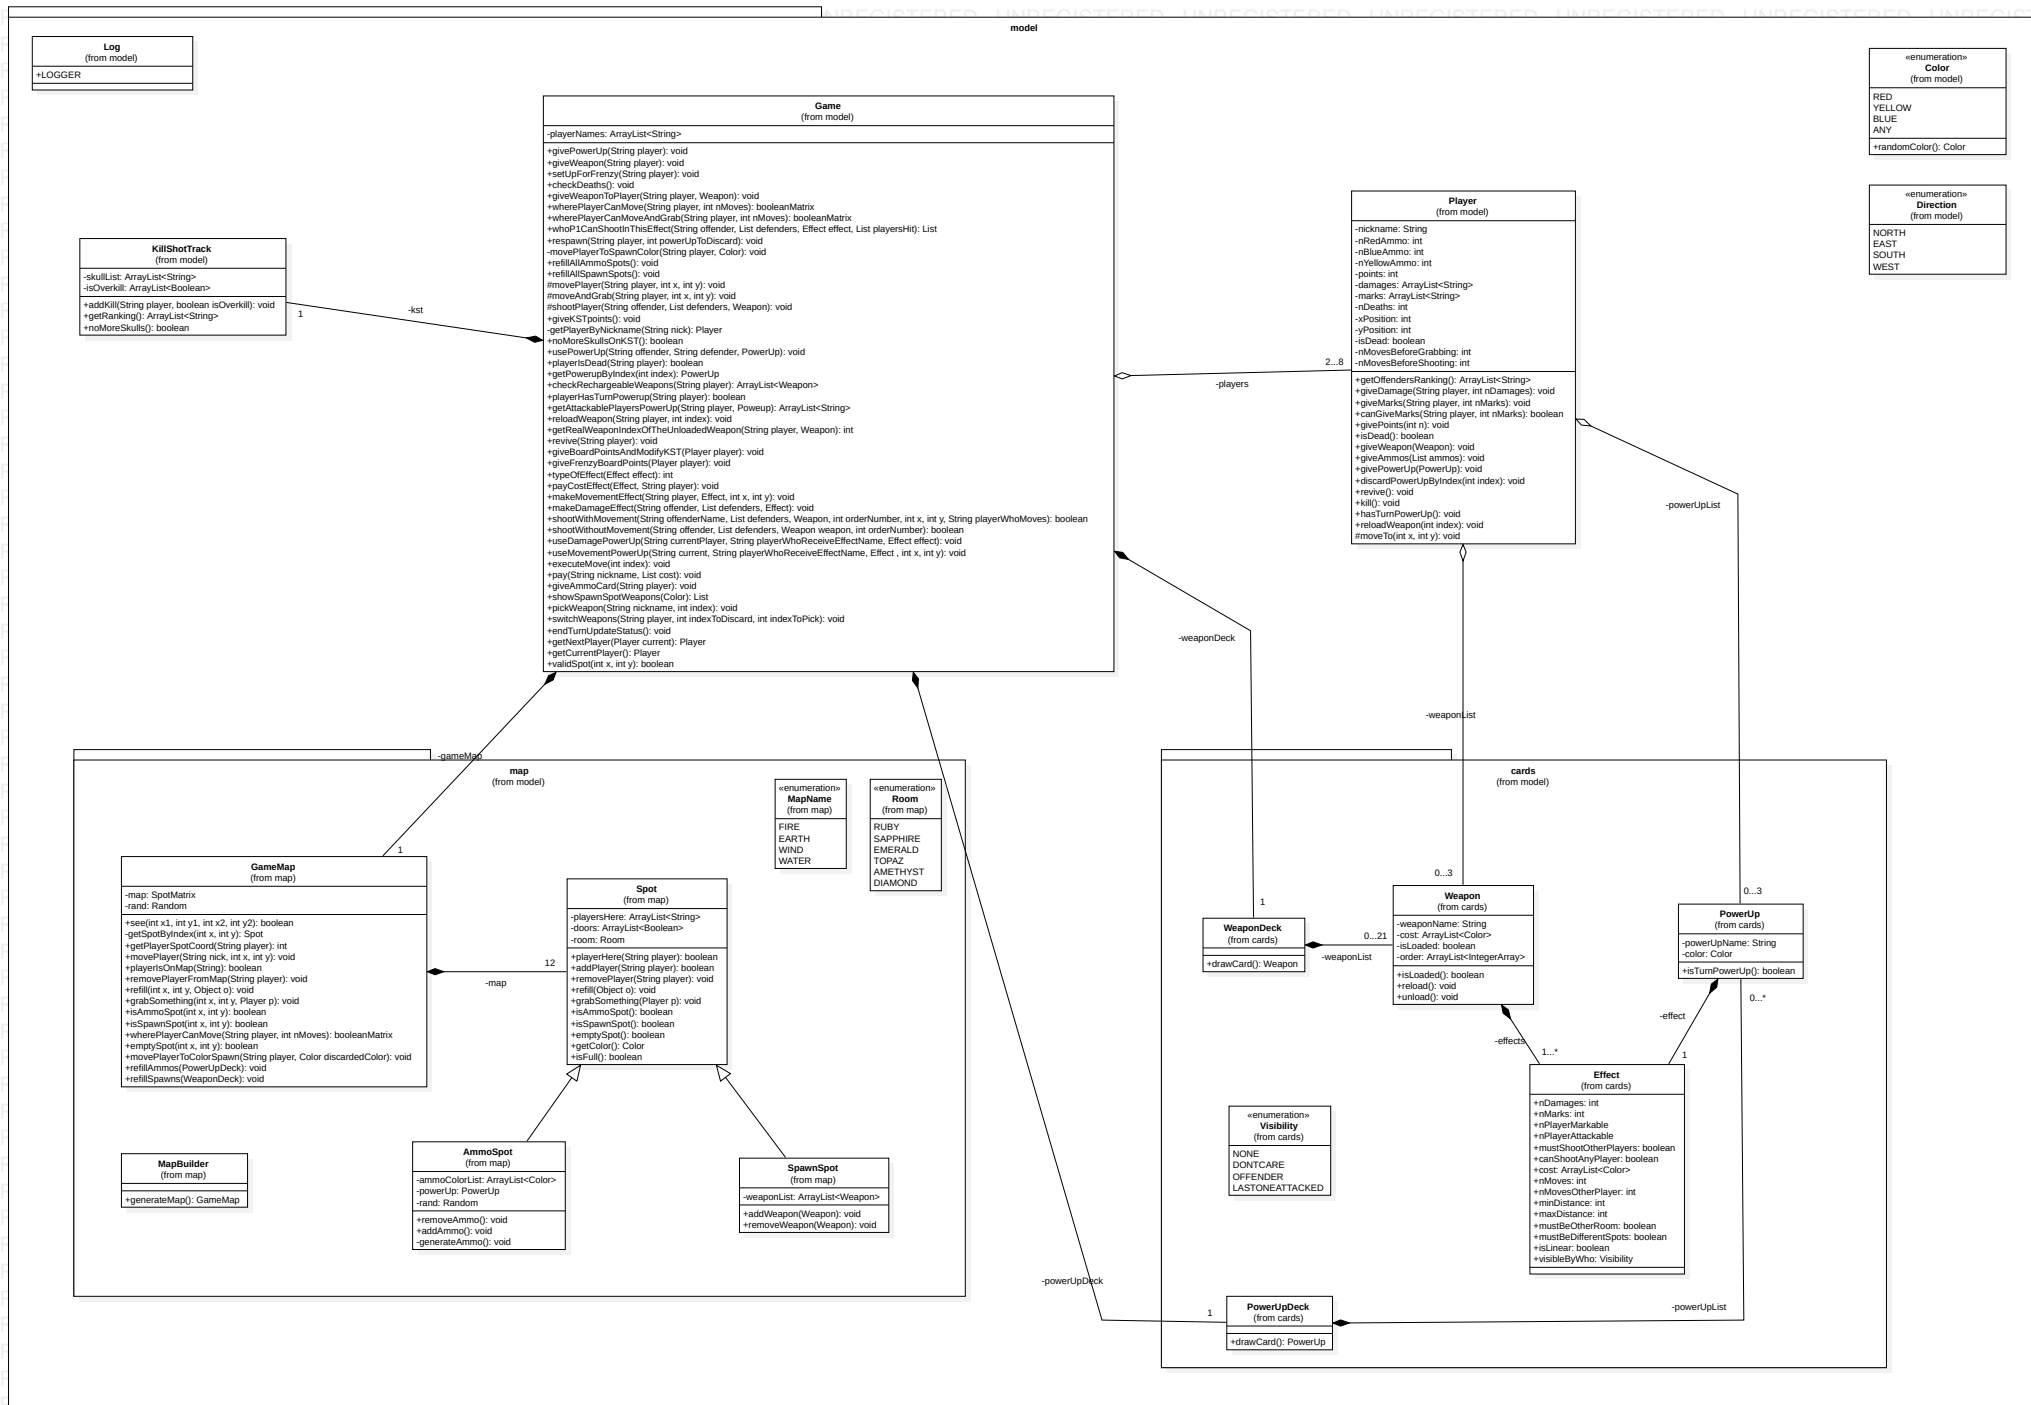 UNREGISTERED UNREGISTERED UNREGISTERED UNREGISTERED UNREGISTERED UNREGISTERED
model
Log
(from model)
+LOGGER
«enumeration»
Color
(from model)
RED
YELLOW
BLUE
ANY
+randomColor(): Color
«enumeration»
Direction
(from model)
NORTH
EAST
SOUTH
WEST
Game
(from model)
-playerNames: ArrayList<String>
+givePowerUp(String player): void
+giveWeapon(String player): void
+setUpForFrenzy(String player): void
+checkDeaths(): void
+giveWeaponToPlayer(String player, Weapon): void
+wherePlayerCanMove(String player, int nMoves): booleanMatrix
+wherePlayerCanMoveAndGrab(String player, int nMoves): booleanMatrix
+whoP1CanShootInThisEffect(String offender, List defenders, Effect effect, List playersHit): List
+respawn(String player, int powerUpToDiscard): void
-movePlayerToSpawnColor(String player, Color): void
+refillAllAmmoSpots(): void
+refillAllSpawnSpots(): void
#movePlayer(String player, int x, int y): void
#moveAndGrab(String player, int x, int y): void
#shootPlayer(String offender, List defenders, Weapon): void
+giveKSTpoints(): void
-getPlayerByNickname(String nick): Player
+noMoreSkullsOnKST(): boolean
+usePowerUp(String offender, String defender, PowerUp): void
+playerIsDead(String player): boolean
+getPowerupByIndex(int index): PowerUp
+checkRechargeableWeapons(String player): ArrayList<Weapon>
+playerHasTurnPowerup(String player): boolean
+getAttackablePlayersPowerUp(String player, Poweup): ArrayList<String>
+reloadWeapon(String player, int index): void
+getRealWeaponIndexOfTheUnloadedWeapon(String player, Weapon): int
+revive(String player): void
+giveBoardPointsAndModifyKST(Player player): void
+giveFrenzyBoardPoints(Player player): void
+typeOfEffect(Effect effect): int
+payCostEffect(Effect, String player): void
+makeMovementEffect(String player, Effect, int x, int y): void
+makeDamageEffect(String offender, List defenders, Effect): void
+shootWithMovement(String offenderName, List defenders, Weapon, int orderNumber, int x, int y, String playerWhoMoves): boolean
+shootWithoutMovement(String offender, List defenders, Weapon weapon, int orderNumber): boolean
+useDamagePowerUp(String currentPlayer, String playerWhoReceiveEffectName, Effect effect): void
+useMovementPowerUp(String current, String playerWhoReceiveEffectName, Effect , int x, int y): void
+executeMove(int index): void
+pay(String nickname, List cost): void
+giveAmmoCard(String player): void
+showSpawnSpotWeapons(Color): List
+pickWeapon(String nickname, int index): void
+switchWeapons(String player, int indexToDiscard, int indexToPick): void
+endTurnUpdateStatus(): void
+getNextPlayer(Player current): Player
+getCurrentPlayer(): Player
+validSpot(int x, int y): boolean
KillShotTrack
(from model)
-skullList: ArrayList<String>
-isOverkill: ArrayList<Boolean>
+addKill(String player, boolean isOverkill): void
+getRanking(): ArrayList<String>
+noMoreSkulls(): boolean
1
-kst
Player
(from model)
-nickname: String
-nRedAmmo: int
-nBlueAmmo: int
-nYellowAmmo: int
-points: int
-damages: ArrayList<String>
-marks: ArrayList<String>
-nDeaths: int
-xPosition: int
-yPosition: int
-isDead: boolean
-nMovesBeforeGrabbing: int
-nMovesBeforeShooting: int
+getOffendersRanking(): ArrayList<String>
+giveDamage(String player, int nDamages): void
+giveMarks(String player, int nMarks): void
+canGiveMarks(String player, int nMarks): boolean
+givePoints(int n): void
+isDead(): boolean
+giveWeapon(Weapon): void
+giveAmmos(List ammos): void
+givePowerUp(PowerUp): void
+discardPowerUpByIndex(int index): void
+revive(): void
+kill(): void
+hasTurnPowerUp(): void
+reloadWeapon(int index): void
#moveTo(int x, int y): void
2...8
-players
-powerUpList
-weaponDeck
-weaponList
-gameMap
map
(from model)
«enumeration»
MapName
(from map)
FIRE
EARTH
WIND
WATER
«enumeration»
Room
(from map)
RUBY
SAPPHIRE
EMERALD
TOPAZ
AMETHYST
DIAMOND
1
GameMap
(from map)
-map: SpotMatrix
-rand: Random
+see(int x1, int y1, int x2, int y2): boolean
-getSpotByIndex(int x, int y): Spot
+getPlayerSpotCoord(String player): int
+movePlayer(String nick, int x, int y): void
+playerIsOnMap(String): boolean
+removePlayerFromMap(String player): void
+refill(int x, int y, Object o): void
+grabSomething(int x, int y, Player p): void
+isAmmoSpot(int x, int y): boolean
+isSpawnSpot(int x, int y): boolean
+wherePlayerCanMove(String player, int nMoves): booleanMatrix
+emptySpot(int x, int y): boolean
+movePlayerToColorSpawn(String player, Color discardedColor): void
+refillAmmos(PowerUpDeck): void
+refillSpawns(WeaponDeck): void
12
-map
Spot
(from map)
-playersHere: ArrayList<String>
-doors: ArrayList<Boolean>
-room: Room
+playerHere(String player): boolean
+addPlayer(String player): boolean
+removePlayer(String player): void
+refill(Object o): void
+grabSomething(Player p): void
+isAmmoSpot(): boolean
+isSpawnSpot(): boolean
+emptySpot(): boolean
+getColor(): Color
+isFull(): boolean
MapBuilder
(from map)
+generateMap(): GameMap
AmmoSpot
(from map)
-ammoColorList: ArrayList<Color>
-powerUp: PowerUp
-rand: Random
+removeAmmo(): void
+addAmmo(): void
-generateAmmo(): void
SpawnSpot
(from map)
-weaponList: ArrayList<Weapon>
+addWeapon(Weapon): void
+removeWeapon(Weapon): void
cards
(from model)
1
WeaponDeck
(from cards)
+drawCard(): Weapon
0...21
-weaponList
0...3
Weapon
(from cards)
-weaponName: String
-cost: ArrayList<Color>
-isLoaded: boolean
-order: ArrayList<IntegerArray>
+isLoaded(): boolean
+reload(): void
+unload(): void
0...3
PowerUp
(from cards)
-powerUpName: String
-color: Color
+isTurnPowerUp(): boolean
0...*
-effect
1
-effects
1...*
Effect
(from cards)
+nDamages: int
+nMarks: int
+nPlayerMarkable
+nPlayerAttackable
+mustShootOtherPlayers: boolean
+canShootAnyPlayer: boolean
+cost: ArrayList<Color>
+nMoves: int
+nMovesOtherPlayer: int
+minDistance: int
+maxDistance: int
+mustBeOtherRoom: boolean
+mustBeDifferentSpots: boolean
+isLinear: boolean
+visibleByWho: Visibility
«enumeration»
Visibility
(from cards)
NONE
DONTCARE
OFFENDER
LASTONEATTACKED
-powerUpDeck
1
PowerUpDeck
(from cards)
+drawCard(): PowerUp
-powerUpList